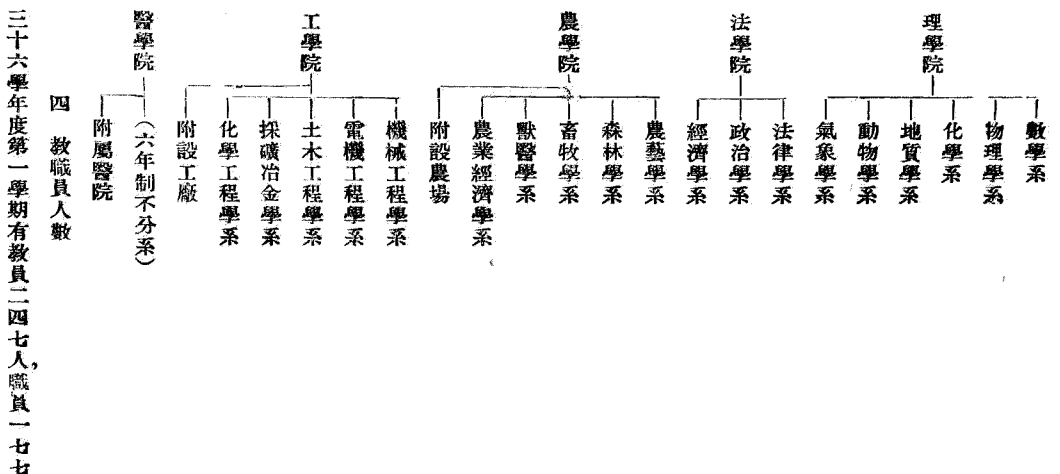 理學院
數學系
物理學系
化學系
地質學系
動物學系
氣象學系
法學院
法律學系
政治學系
經濟學系
農學院
農藝學系
森林學系
畜牧學系
獸醫學系
農業經濟學系
附設農場
工學院
機械工程學系
電機工程學系
土木工程學系
採礦冶金學系
化學工程學系
附設工廠
醫學院
(六年制不分系)
附屬醫院
四 教職員人數
三十六學年度第一學期有教員二四七人,職員一七七